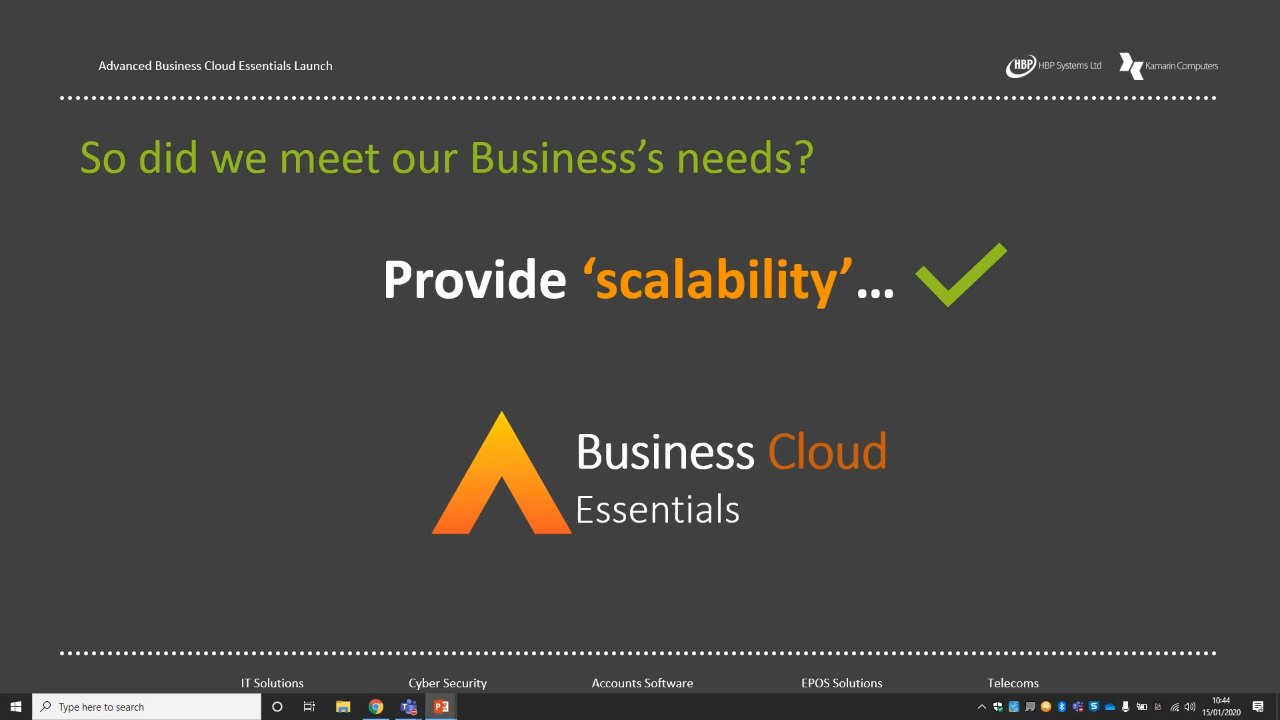 Advanced Business Cloud Essentials Launch
HBP HBP Systems Ltd
Kamarin Computers
So did we meet our Business’s needs?
Provide ‘scalability’...
Business Cloud
Essentials
IT Solutions
Cyber Security
Accounts Software
EPOS Solutions
Telecoms
Type here to search
10:44
15/01/2020